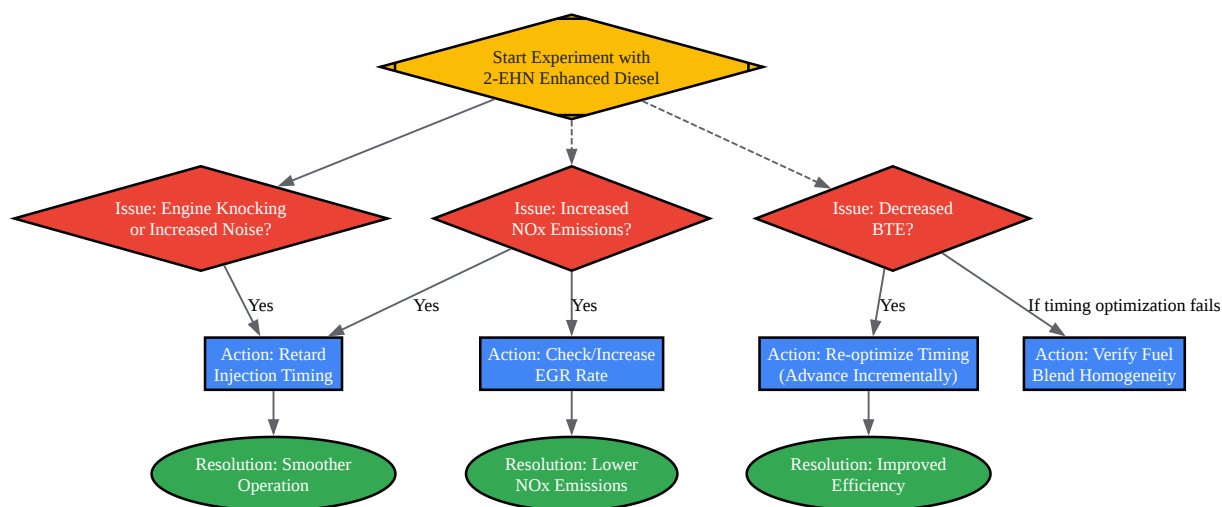 Start Experiment with
2-EHN Enhanced Diesel
Issue: Engine Knocking
or Increased Noise?
Issue: Increased
NOx Emissions?
Issue: Decreased
BTE?
Yes
Yes
Yes
Yes
If timing optimization fails
Action: Retard
Injection Timing
Action: Check/Increase
EGR Rate
Action: Re-optimize Timing
(Advance Incrementally)
Action: Verify Fuel
Blend Homogeneity
Resolution: Smoother
Operation
Resolution: Lower
NOx Emissions
Resolution: Improved
Efficiency